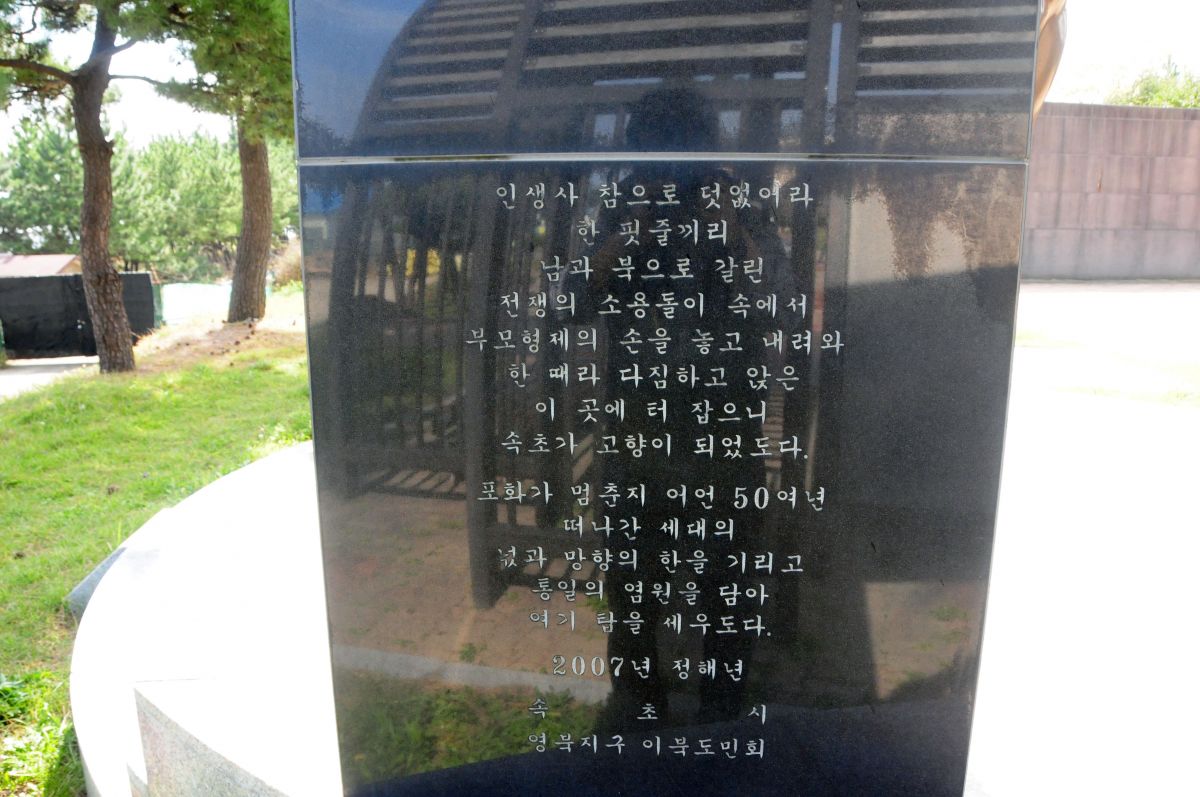 인생사 참으로 덧없어라
한 핏줄끼리
남과 북으로 갈린
전쟁의 소용돌이 속에서
부모형제의 손을 놓고 내려와
한 때라 다짐하고 앉은
이 곳에 터 잡으니
속초가 고향이 되었도다.
포화가 멈춘지 어언 50여년
떠나간 세대의
넋과 망향의 한을 기리고
통일의 염원을 담아
여기 탑을 세우도다.
2007년 정해년
속 초 시
영북지구 이북도민회